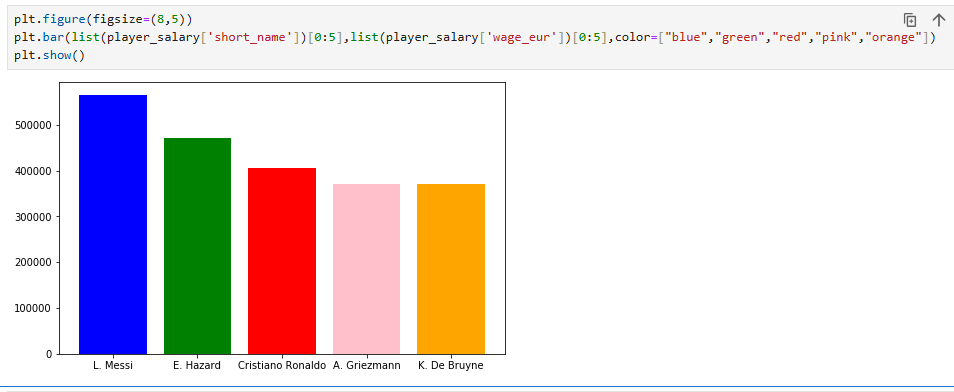 plt.figure(figsize=(8,5))
plt.bar(list(player_salary['short_name'])[0:5],list(player_salary['wage_eur'])[0:5],color=["blue","green","red","pink","orange"])
plt.show()
500000
400000
300000
200000
100000
0
L. Messi E. Hazard Cristiano Ronaldo A. Griezmann K. De Bruyne